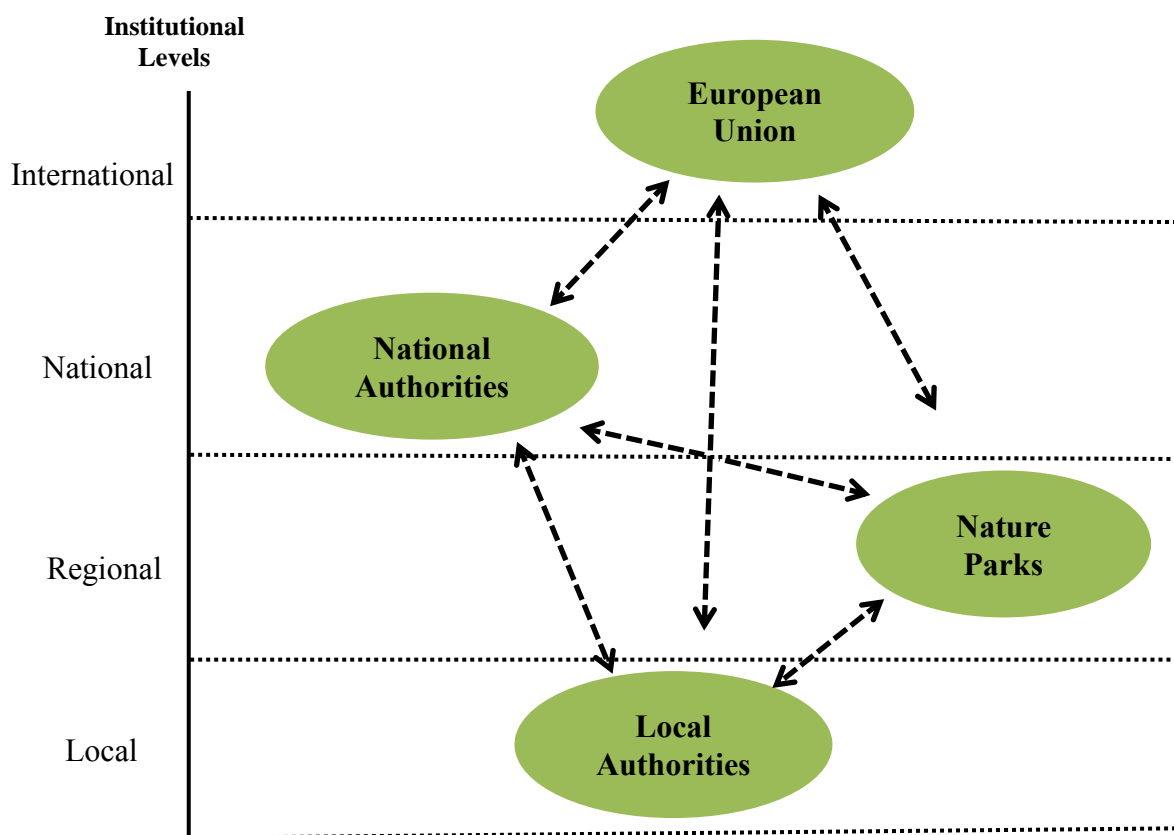 Institutional
Levels
European
Union
International
National
Authorities
National
Nature
Parks
Regional
Local
Authorities
Local